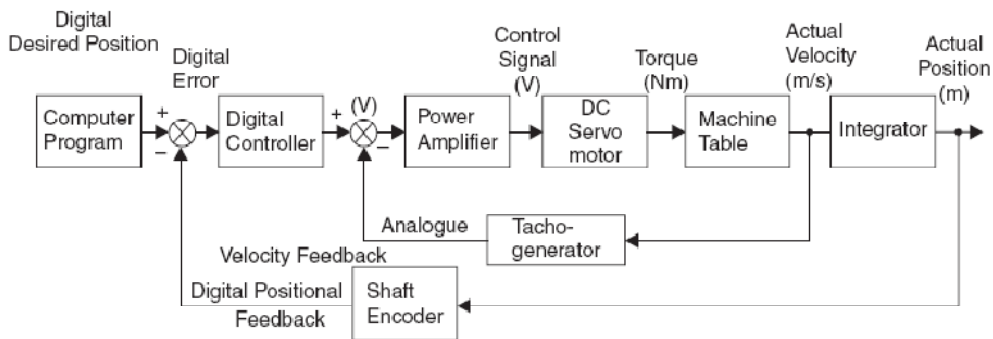 Digital
Desired Position
Digital
Error
Control
Signal
(V)
Torque
(Nm)
Actual
Velocity
(m/s)
Actual
Position
(m)
Computer
Program
+
−
Digital
Controller
+
(V)
−
Power
Amplifier
DC
Servo
motor
Machine
Table
Integrator
Analogue
Tacho-
generator
Velocity Feedback
Digital Positional
Feedback
Shaft
Encoder